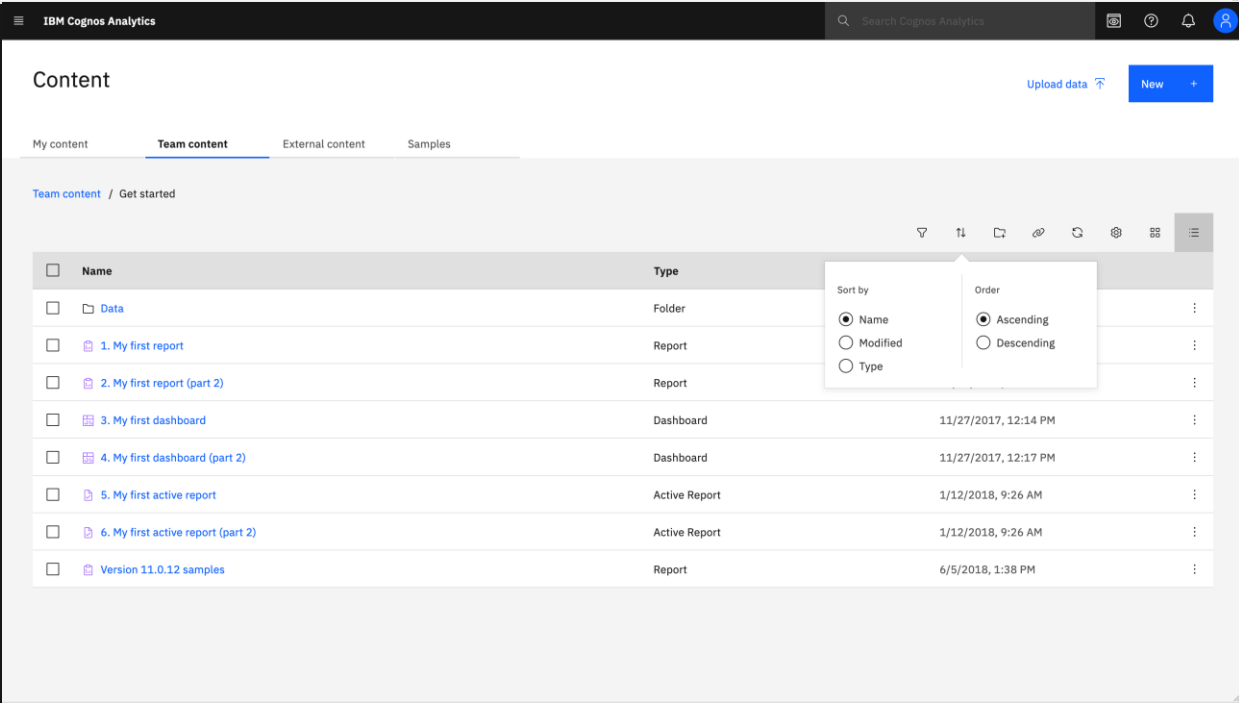 IBM Cognos Analytics Search Cognos Analytics
Content
Upload data New +
My content Team content External content Samples
Team content / Get started
Name Type
Sort by Order
Name Ascending
Modified Descending
Type
Data Folder
1. My first report Report
2. My first report (part 2) Report
3. My first dashboard Dashboard 11/27/2017, 12:14 PM
4. My first dashboard (part 2) Dashboard 11/27/2017, 12:17 PM
5. My first active report Active Report 1/12/2018, 9:26 AM
6. My first active report (part 2) Active Report 1/12/2018, 9:26 AM
Version 11.0.12 samples Report 6/5/2018, 1:38 PM